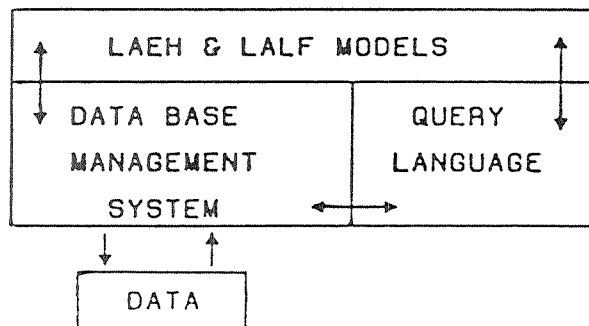 LAEH & LALF MODELS
DATA BASE
MANAGEMENT
SYSTEM
QUERY
LANGUAGE
DATA